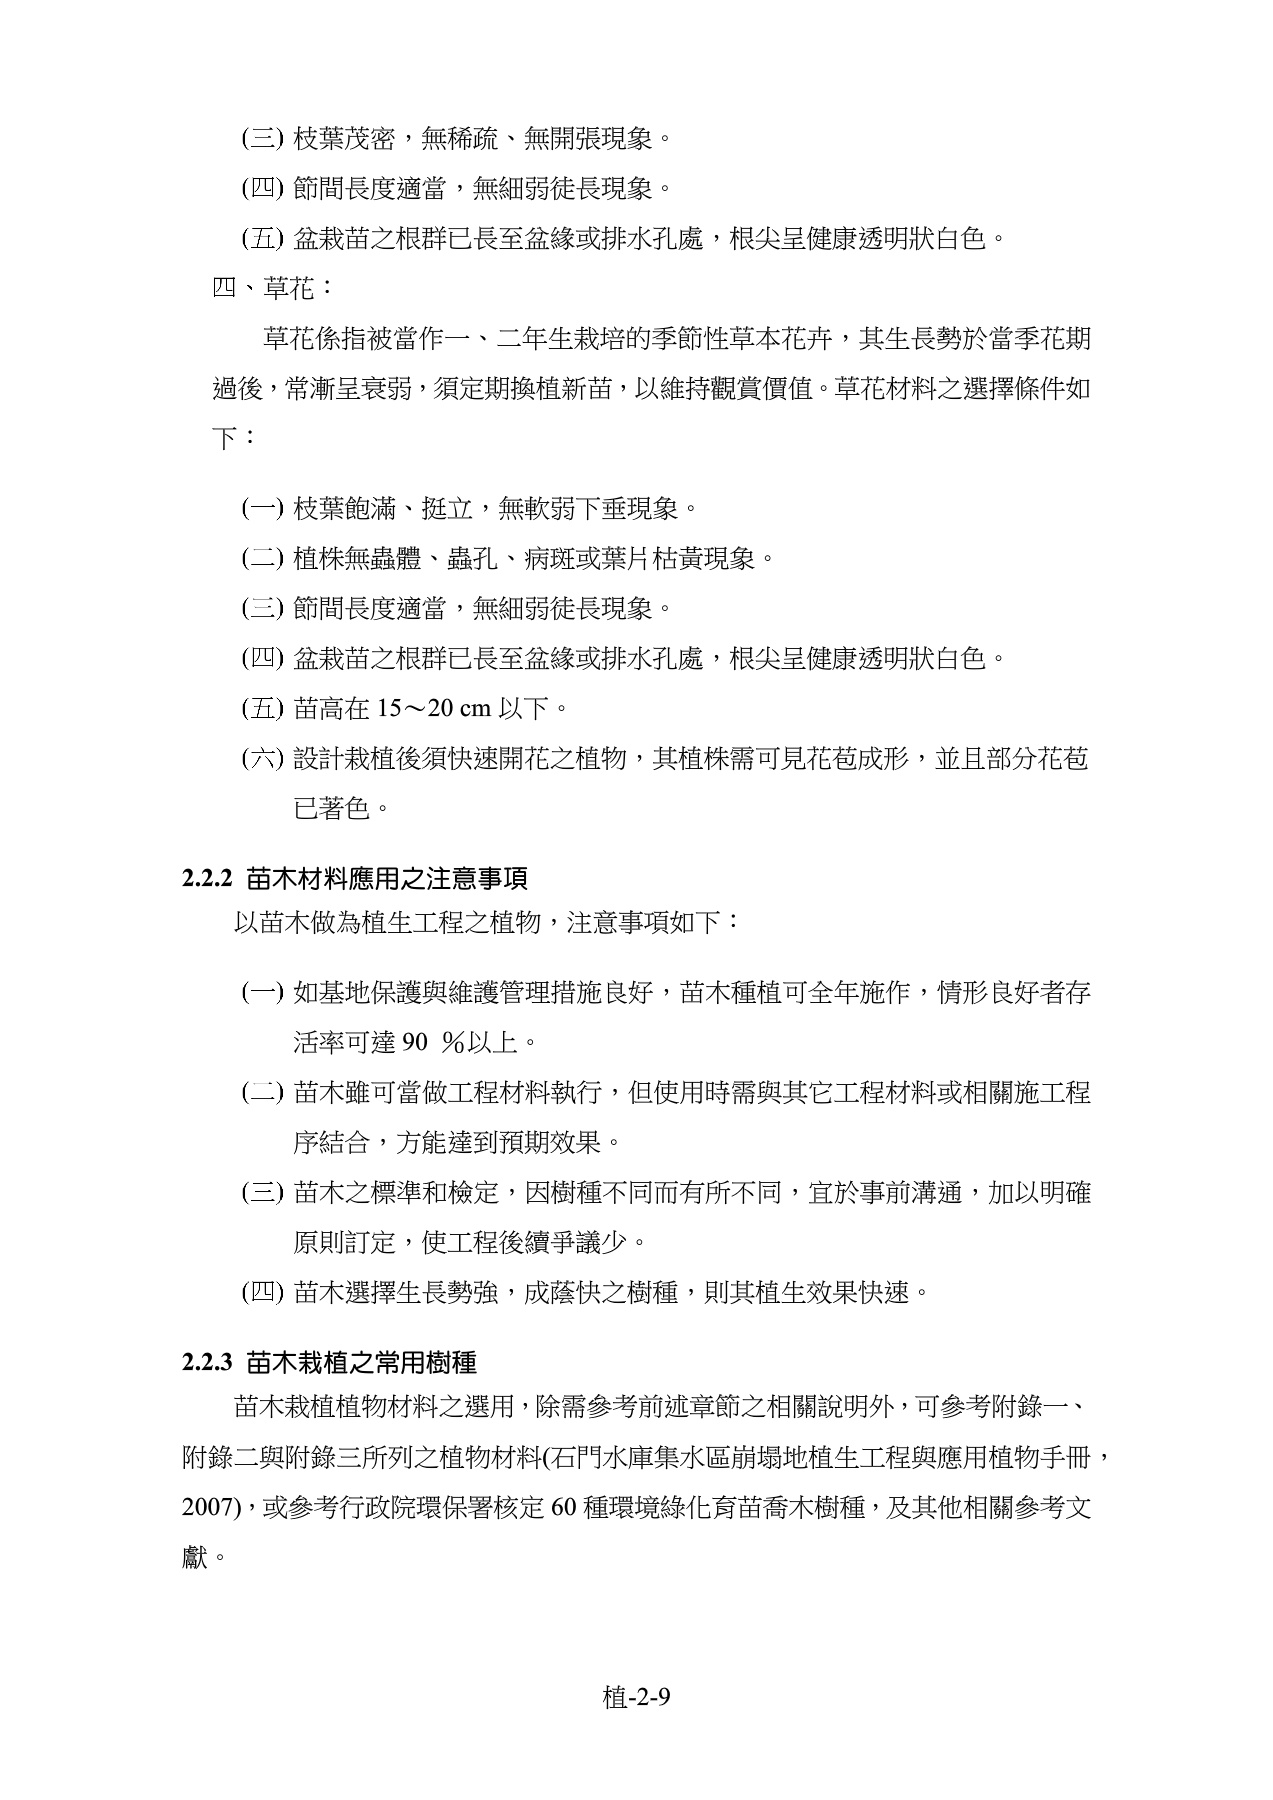 (三) 枝葉茂密，無稀疏、無開張現象。
(四) 節間長度適當，無細弱徒長現象。
(五) 盆栽苗之根群已長至盆緣或排水孔處，根尖呈健康透明狀白色。
四、草花：
草花係指被當作一、二年生栽培的季節性草本花卉，其生長勢於當季花期
過後，常漸呈衰弱，須定期換植新苗，以維持觀賞價值。草花材料之選擇條件如
下：
(一) 枝葉飽滿、挺立，無軟弱下垂現象。
(二) 植株無蟲體、蟲孔、病斑或葉片枯黃現象。
(三) 節間長度適當，無細弱徒長現象。
(四) 盆栽苗之根群已長至盆緣或排水孔處，根尖呈健康透明狀白色。
(五) 苗高在 15～20 cm 以下。
(六) 設計栽植後須快速開花之植物，其植株需可見花苞成形，並且部分花苞
已著色。
2.2.2 苗木材料應用之注意事項
以苗木做為植生工程之植物，注意事項如下：
(一) 如基地保護與維護管理措施良好，苗木種植可全年施作，情形良好者存
活率可達 90 %以上。
(二) 苗木雖可當做工程材料執行，但使用時需與其它工程材料或相關施工程
序結合，方能達到預期效果。
(三) 苗木之標準和檢定，因樹種不同而有所不同，宜於事前溝通，加以明確
原則訂定，使工程後續爭議少。
(四) 苗木選擇生長勢強，成蔭快之樹種，則其植生效果快速。
2.2.3 苗木栽植之常用樹種
苗木栽植植物材料之選用，除需參考前述章節之相關說明外，可參考附錄一、
附錄二與附錄三所列之植物材料(石門水庫集水區崩塌地植生工程與應用植物手冊，
2007)，或參考行政院環保署核定 60 種環境綠化育苗喬木樹種，及其他相關參考文
獻。
植-2-9